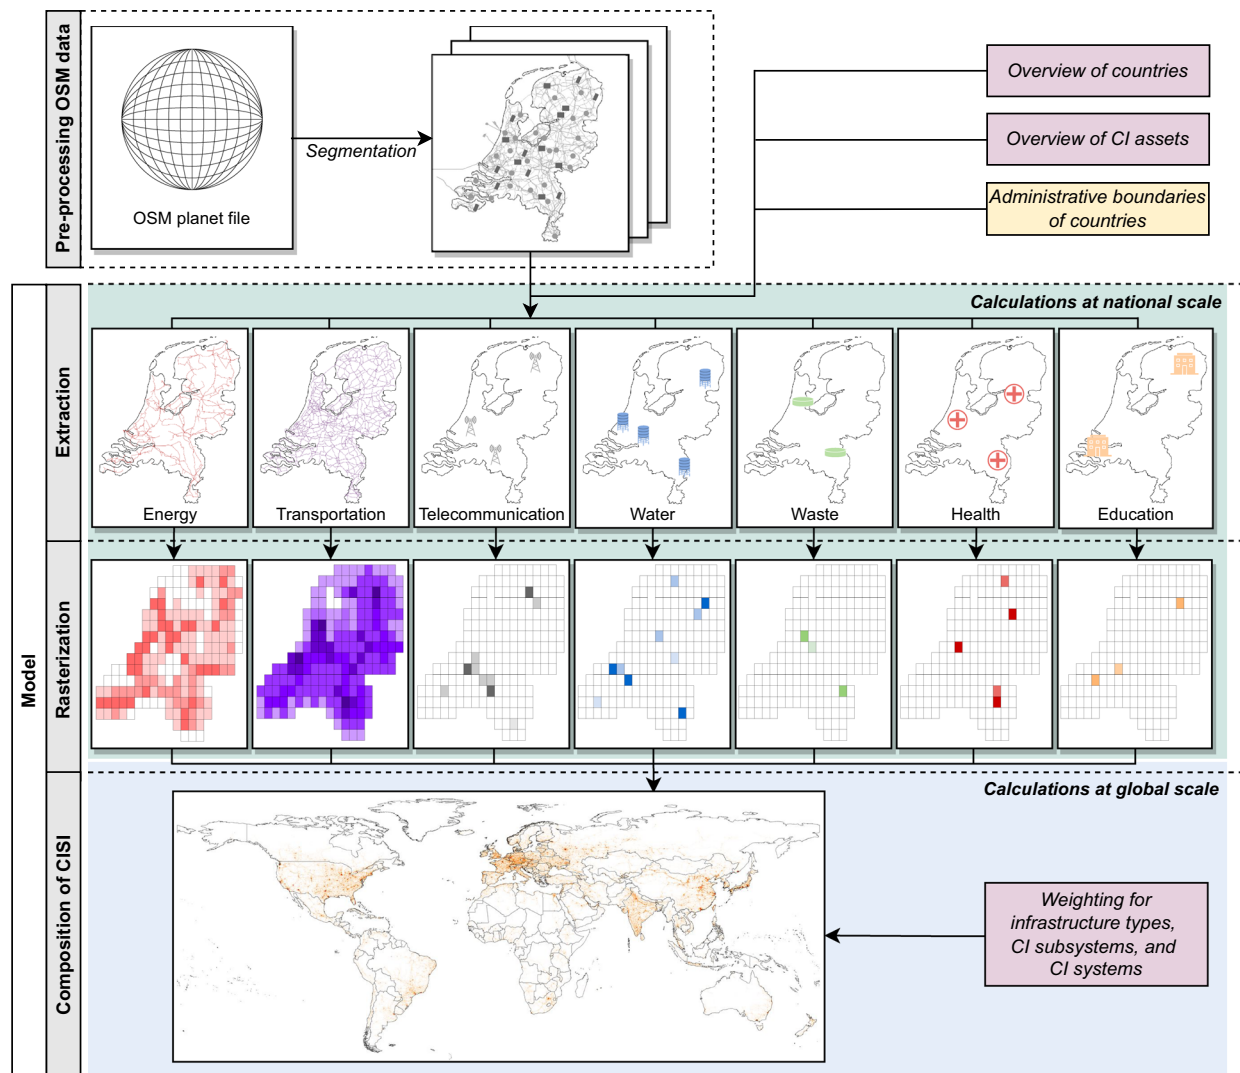 Pre-processing OSM data
OSM planet file
Segmentation
Overview of countries
Overview of CI assets
Administrative boundaries
of countries
Model
Extraction
Calculations at national scale
Energy
Transportation
Telecommunication
Water
Waste
Health
Education
Rasterization
Composition of CISI
Calculations at global scale
Weighting for
infrastructure types,
CI subsystems, and
CI systems